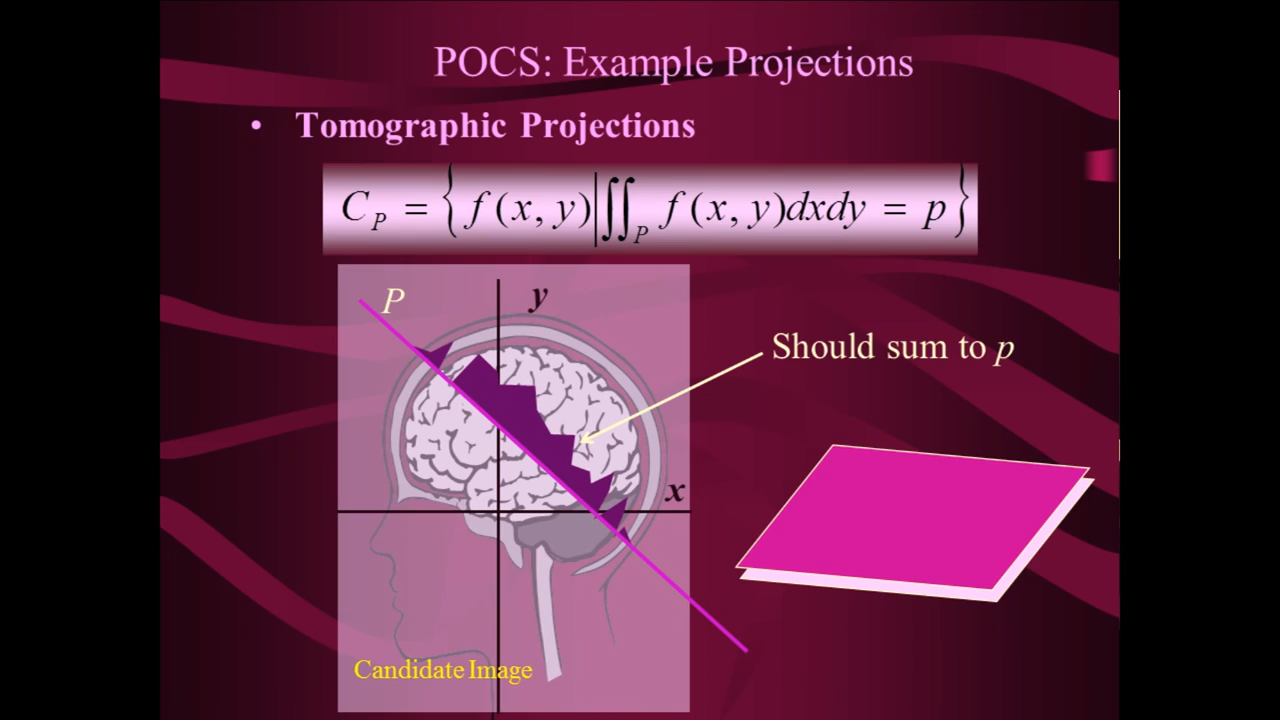 POCS: Example Projections
• Tomographic Projections
C_P = { f(x, y) | ∬_P f(x, y)dxdy = p }
P
y
Should sum to p
x
Candidate Image